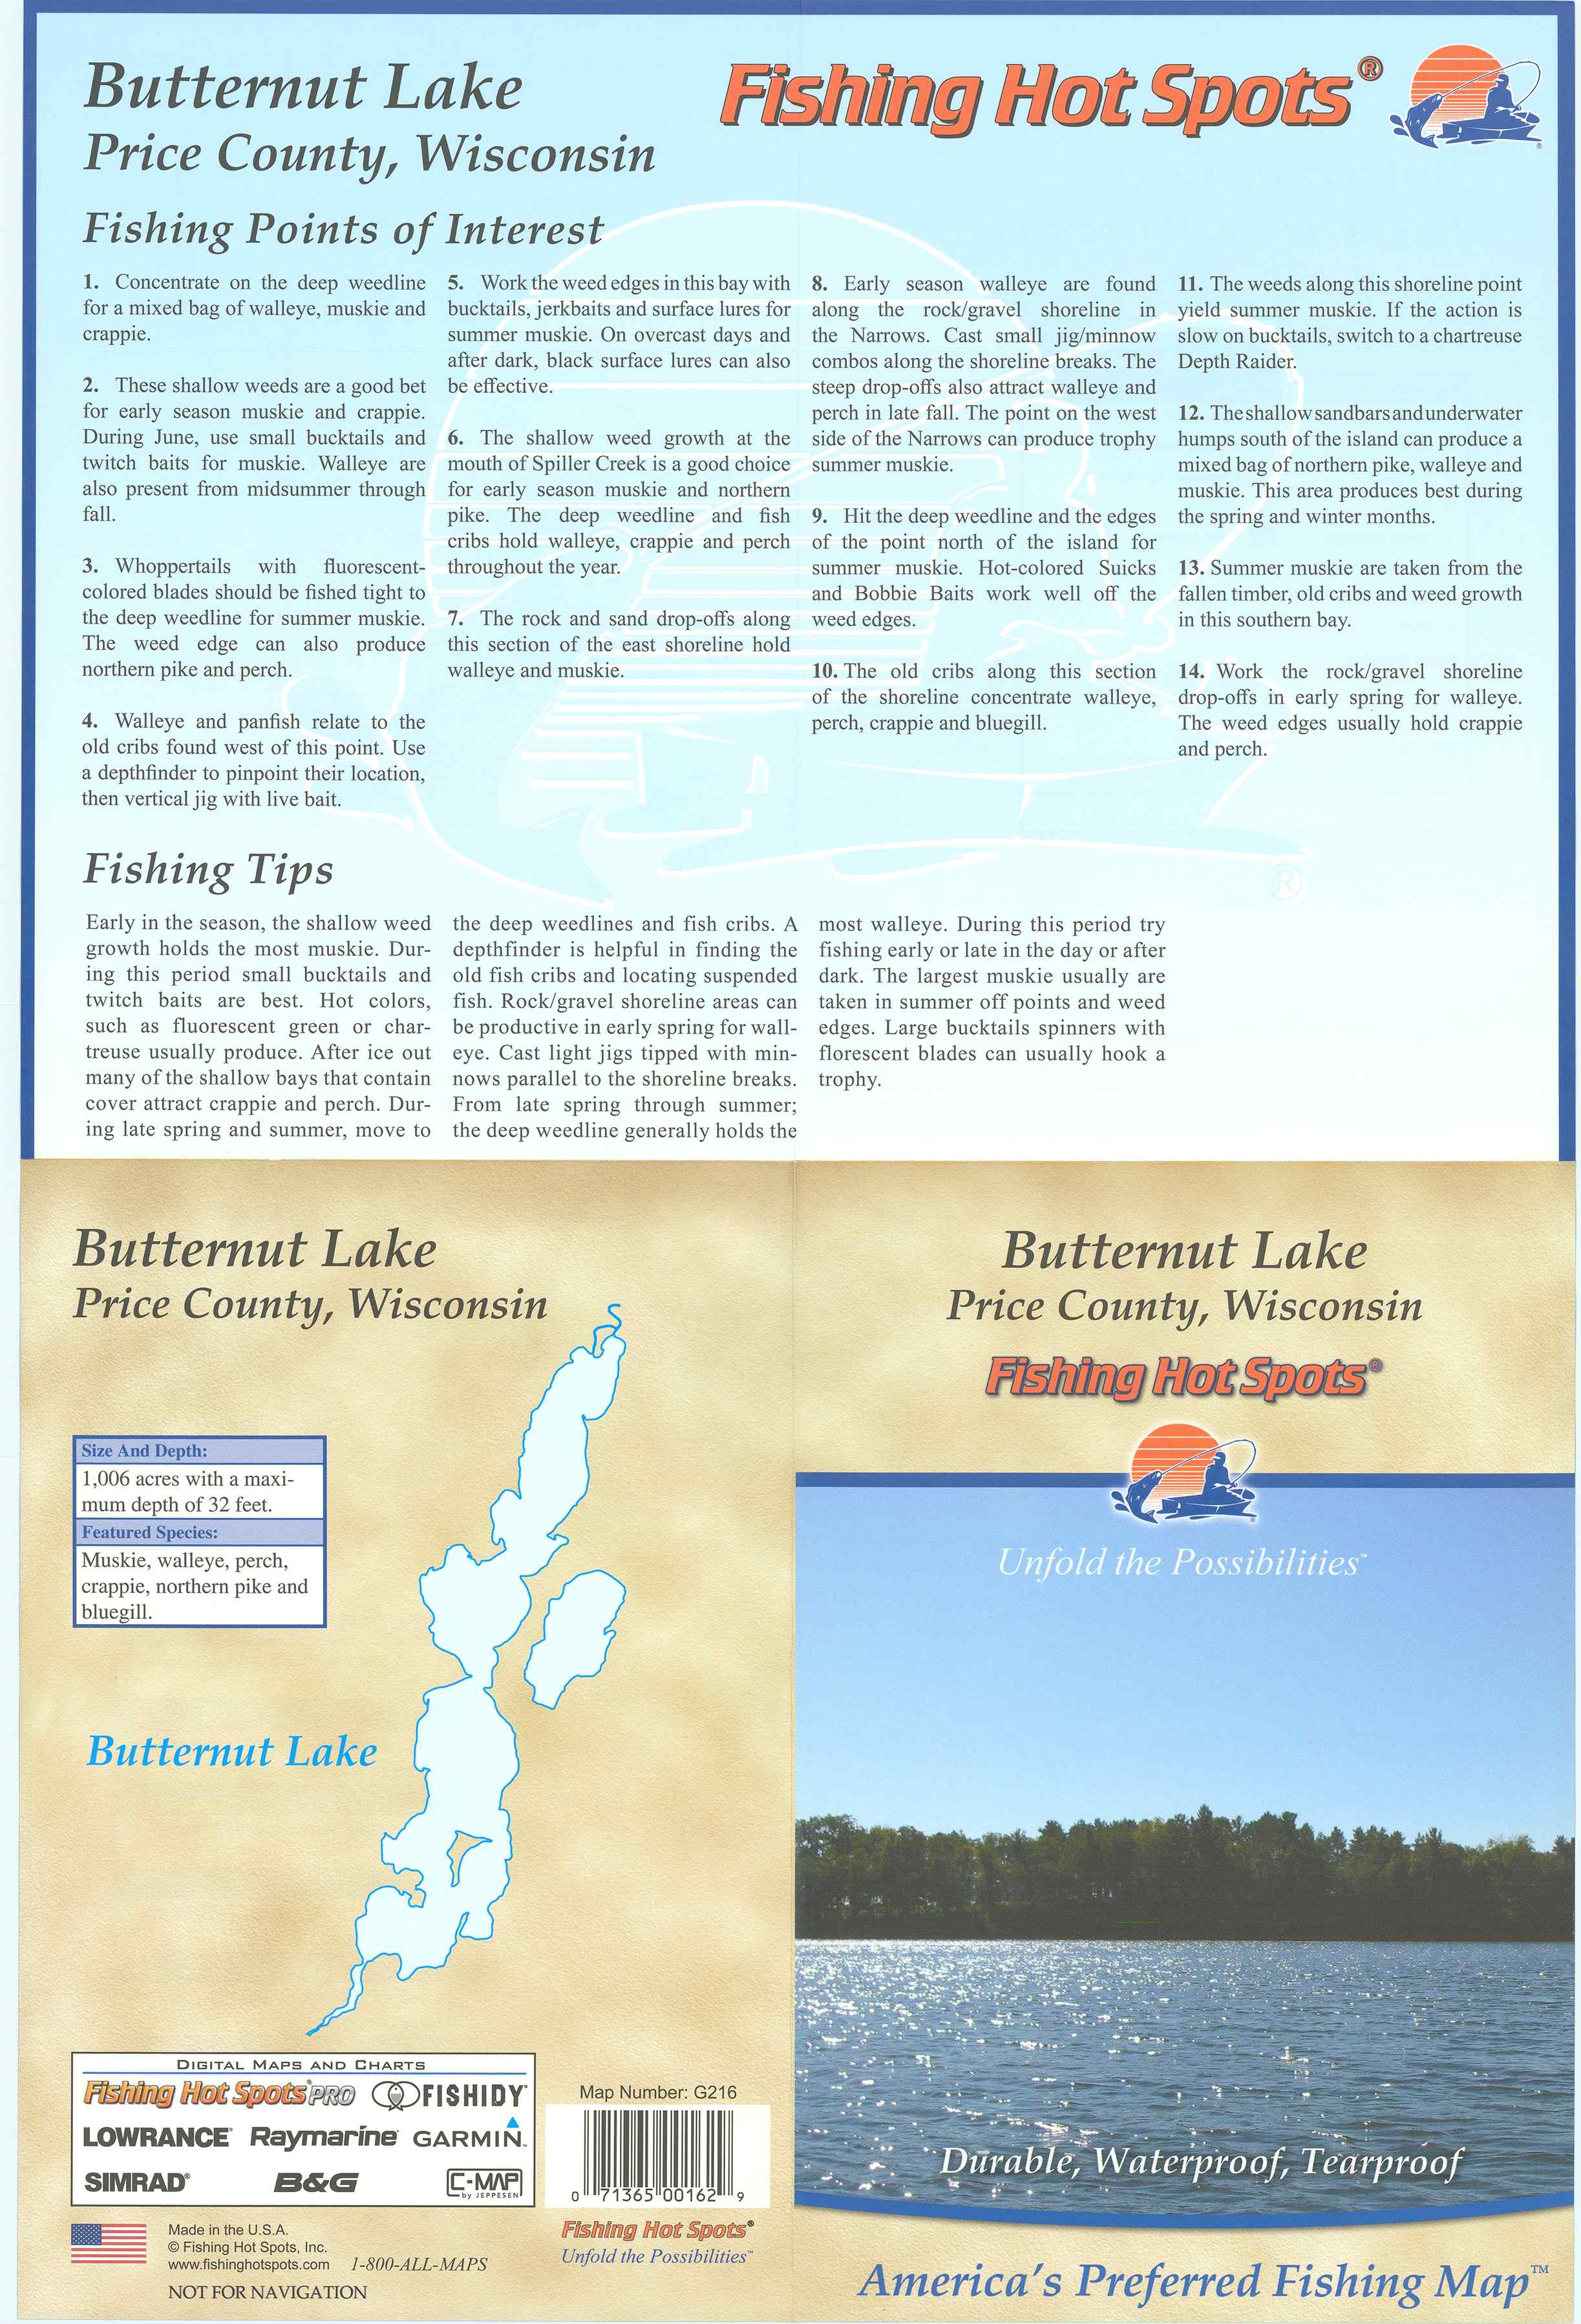 Butternut Lake
Price County, Wisconsin
Fishing Hot Spots®
®
Fishing Points of Interest
1. Concentrate on the deep weedline
for a mixed bag of walleye, muskie and
crappie.
2. These shallow weeds are a good bet
for early season muskie and crappie.
During June, use small bucktails and
twitch baits for muskie. Walleye are
also present from midsummer through
fall.
3. Whoppertails with fluorescent-
colored blades should be fished tight to
the deep weedline for summer muskie.
The weed edge can also produce
northern pike and perch.
4. Walleye and panfish relate to the
old cribs found west of this point. Use
a depthfinder to pinpoint their location,
then vertical jig with live bait.
5. Work the weed edges in this bay with
bucktails, jerkbaits and surface lures for
summer muskie. On overcast days and
after dark, black surface lures can also
be effective.
6. The shallow weed growth at the
mouth of Spiller Creek is a good choice
for early season muskie and northern
pike. The deep weedline and fish
cribs hold walleye, crappie and perch
throughout the year.
7. The rock and sand drop-offs along
this section of the east shoreline hold
walleye and muskie.
8. Early season walleye are found
along the rock/gravel shoreline in
the Narrows. Cast small jig/minnow
combos along the shoreline breaks. The
steep drop-offs also attract walleye and
perch in late fall. The point on the west
side of the Narrows can produce trophy
summer muskie.
9. Hit the deep weedline and the edges
of the point north of the island for
summer muskie. Hot-colored Suicks
and Bobbie Baits work well off the
weed edges.
10. The old cribs along this section
of the shoreline concentrate walleye,
perch, crappie and bluegill.
11. The weeds along this shoreline point
yield summer muskie. If the action is
slow on bucktails, switch to a chartreuse
Depth Raider.
12. The shallow sandbars and underwater
humps south of the island can produce a
mixed bag of northern pike, walleye and
muskie. This area produces best during
the spring and winter months.
13. Summer muskie are taken from the
fallen timber, old cribs and weed growth
in this southern bay.
14. Work the rock/gravel shoreline
drop-offs in early spring for walleye.
The weed edges usually hold crappie
and perch.
®
Fishing Tips
Early in the season, the shallow weed
growth holds the most muskie. Dur-
ing this period small bucktails and
twitch baits are best. Hot colors,
such as fluorescent green or char-
treuse usually produce. After ice out
many of the shallow bays that contain
cover attract crappie and perch. Dur-
ing late spring and summer, move to
the deep weedlines and fish cribs. A
depthfinder is helpful in finding the
old fish cribs and locating suspended
fish. Rock/gravel shoreline areas can
be productive in early spring for wall-
eye. Cast light jigs tipped with min-
nows parallel to the shoreline breaks.
From late spring through summer;
the deep weedline generally holds the
most walleye. During this period try
fishing early or late in the day or after
dark. The largest muskie usually are
taken in summer off points and weed
edges. Large bucktails spinners with
florescent blades can usually hook a
trophy.
Butternut Lake
Price County, Wisconsin
Size And Depth:
1,006 acres with a maxi-
mum depth of 32 feet.
Featured Species:
Muskie, walleye, perch,
crappie, northern pike and
bluegill.
Butternut Lake
DIGITAL MAPS AND CHARTS
Fishing Hot Spots® PRO FISHIDY™
LOWRANCE® Raymarine® GARMIN™
SIMRAD® B&G C-MAP
by JEPPESEN
Map Number: G216
0 71365 00162 9
Fishing Hot Spots®
Unfold the Possibilities™
Made in the U.S.A.
© Fishing Hot Spots, Inc.
www.fishinghotspots.com 1-800-ALL-MAPS
NOT FOR NAVIGATION
Butternut Lake
Price County, Wisconsin
Fishing Hot Spots®
®
Unfold the Possibilities™
Durable, Waterproof, Tearproof
America's Preferred Fishing Map™